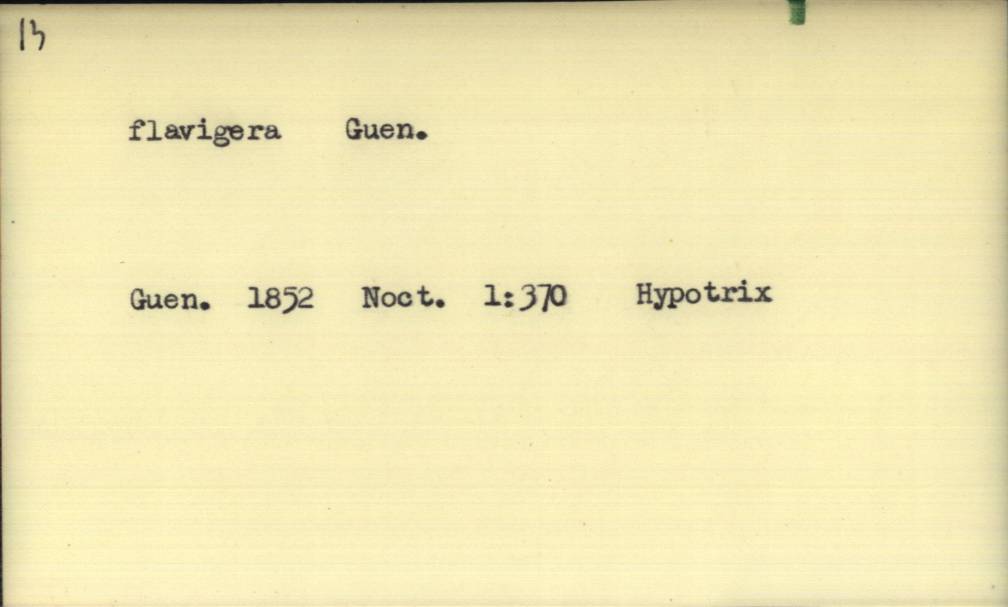 13
flavigera Guen.
Guen. 1852 Noct. 1:370 Hypotrix